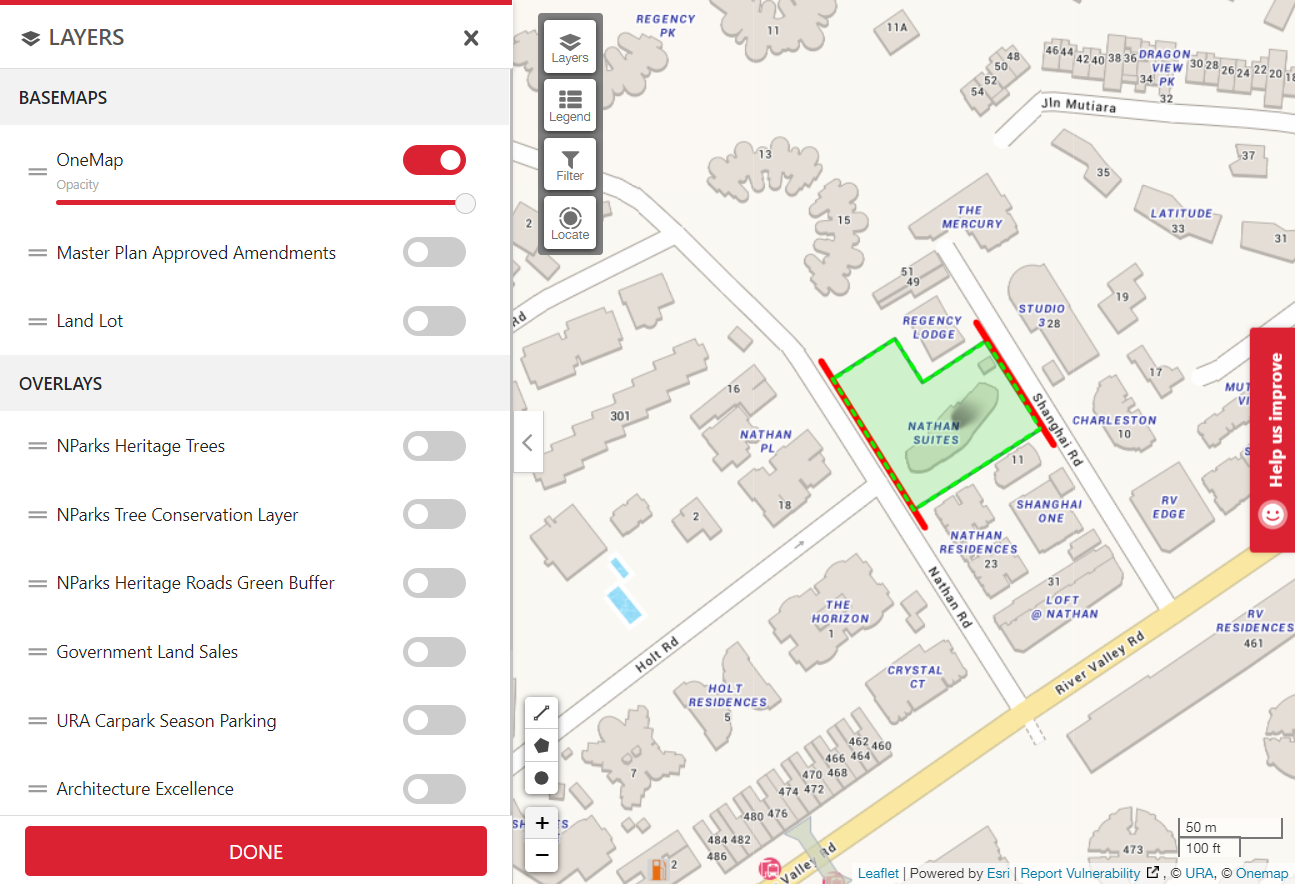 LAYERS
BASEMAPS
OneMap
Opacity
Master Plan Approved Amendments
Land Lot
OVERLAYS
NParks Heritage Trees
NParks Tree Conservation Layer
NParks Heritage Roads Green Buffer
Government Land Sales
URA Carpark Season Parking
Architecture Excellence
DONE
Layers
Legend
Filter
Locate
REGENCY
PK
11
11A
48
50
52
54
46 44
42 40 38 36
DRAGON
VIEW
PK
34
32
30 28
26 24 22 20 18
Jln Mutiara
13
15
2
35
37
THE
MERCURY
LATITUDE
33
31
51
49
Rd
REGENCY
LODGE
STUDIO
3
28
19
17
16
301
NATHAN
PL
18
2
NATHAN
SUITES
Shanghai Rd
CHARLESTON
10
11
SHANGHAI
ONE
RV
EDGE
NATHAN
RESIDENCES
23
31
LOFT
@ NATHAN
Nathan Rd
THE
HORIZON
1
Holt Rd
CRYSTAL
CT
River Valley Rd
RV
RESIDENCES
461
HOLT
RESIDENCES
5
7
462 460
466 464
470 468
474 472
480 476
484 482
486
2
473
Valley Rd
Help us improve
+
−
50 m
100 ft
Leaflet | Powered by Esri | Report Vulnerability , © URA, © Onemap